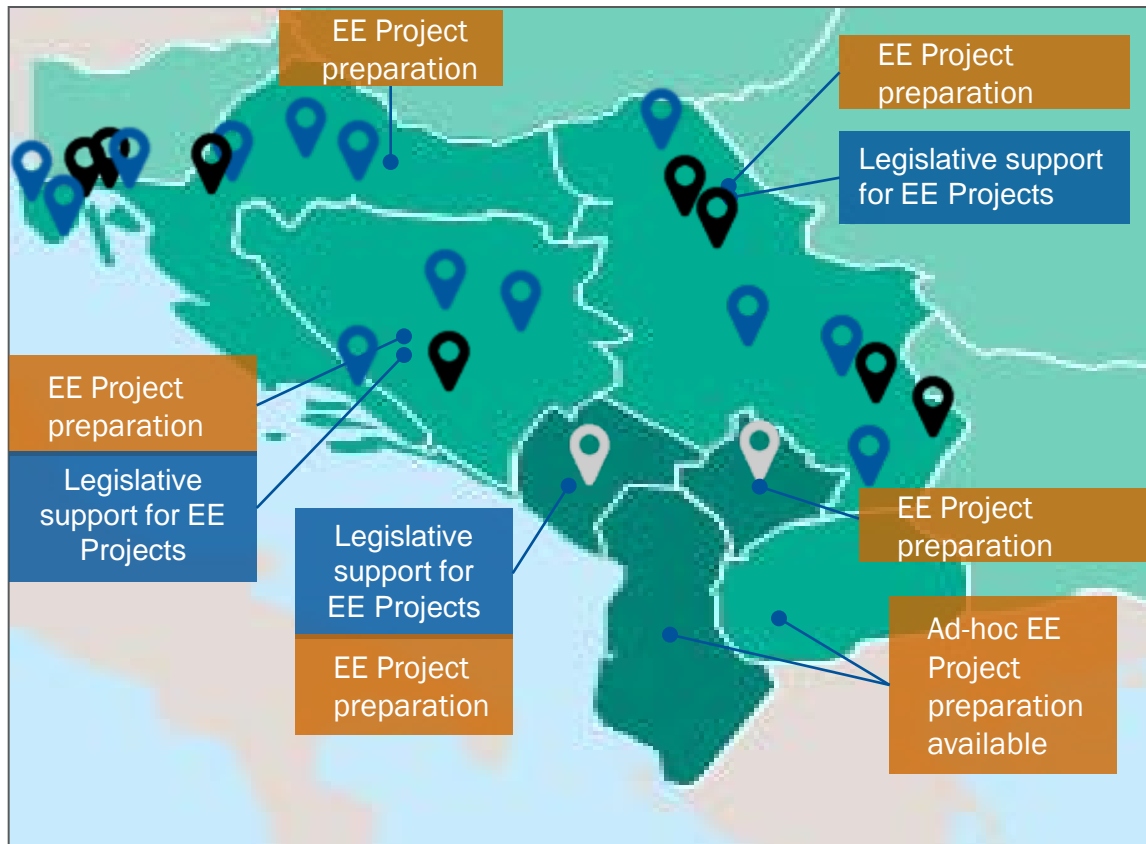 EE Project
preparation
EE Project
preparation
Legislative support
for EE Projects
EE Project
preparation
Legislative
support for EE
Projects
Legislative
support for
EE Projects
EE Project
preparation
EE Project
preparation
Ad-hoc EE
Project
preparation
available